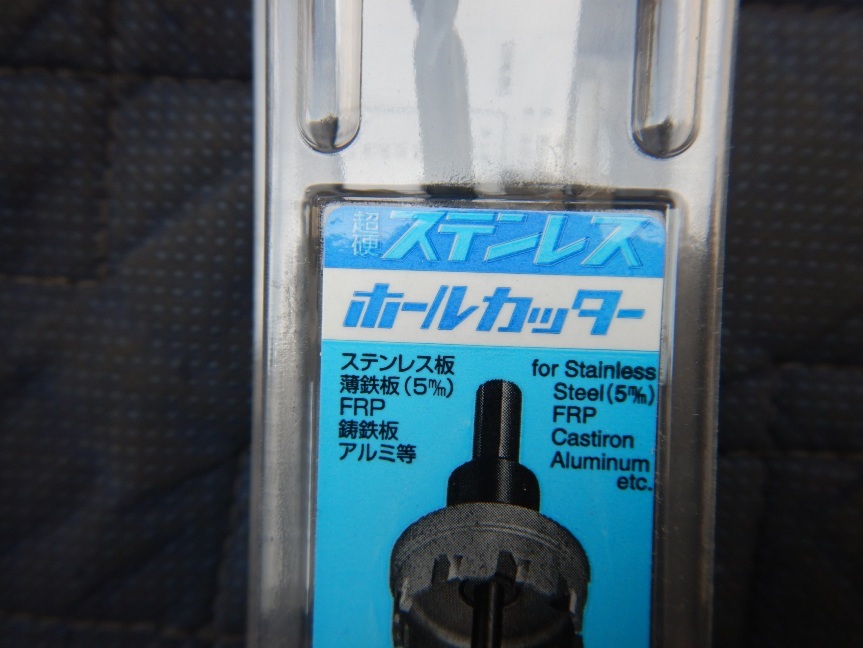 超硬 ステンレス
ホールカッター
ステンレス板
薄鉄板(5㎜)
FRP
鋳鉄板
アルミ等
for Stainless
Steel(5㎜)
FRP
Castiron
Aluminum
etc.